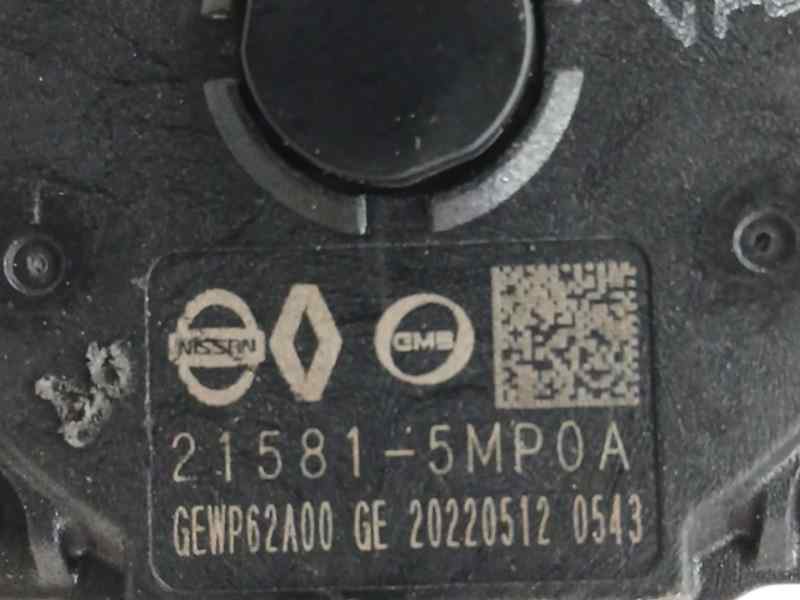 NISSAN
GMB
21581-5MP0A
GEWP62A00 GE 20220512 0543